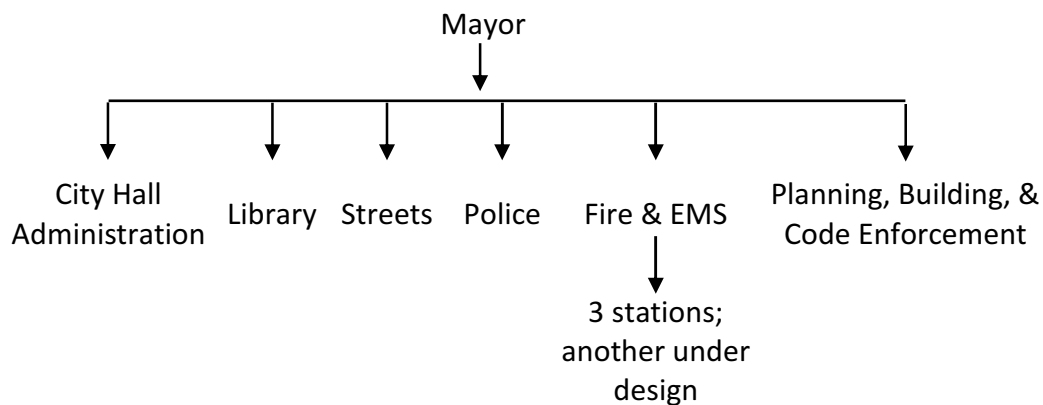 Mayor
City Hall
Administration
Library
Streets
Police
Fire & EMS
Planning, Building, &
Code Enforcement
3 stations;
another under
design